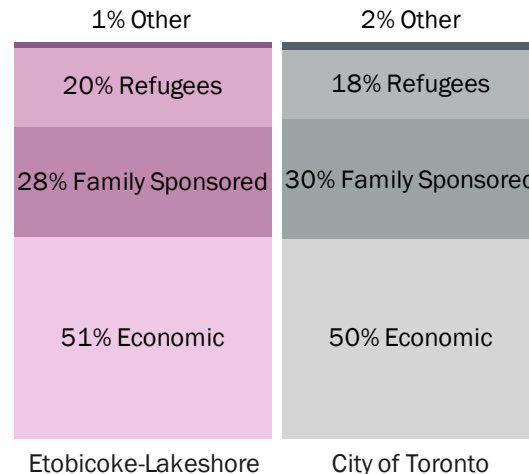 1% Other
2% Other
20% Refugees
18% Refugees
28% Family Sponsored
30% Family Sponsored
51% Economic
50% Economic
Etobicoke-Lakeshore
City of Toronto